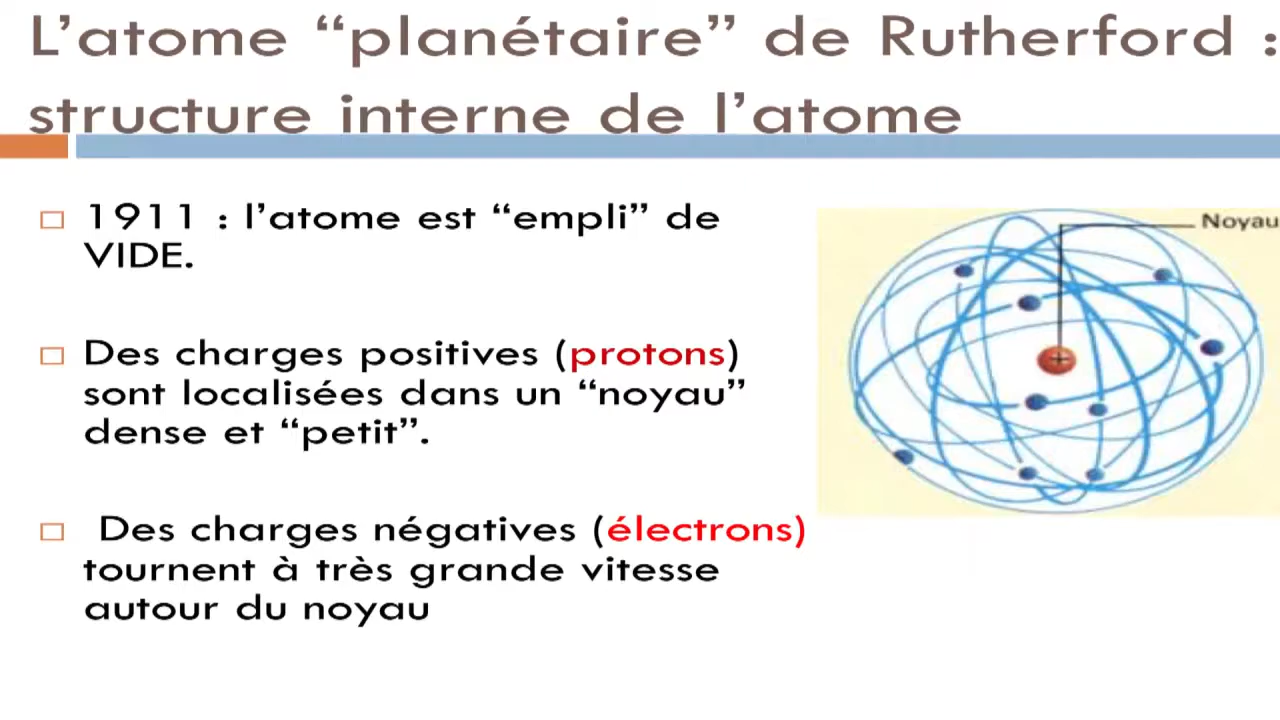 L’atome “planétaire” de Rutherford :
structure interne de l’atome
1911 : l’atome est “empli” de
VIDE.
Noyau
Des charges positives (protons)
sont localisées dans un “noyau”
dense et “petit”.
Des charges négatives (électrons)
tournent à très grande vitesse
autour du noyau